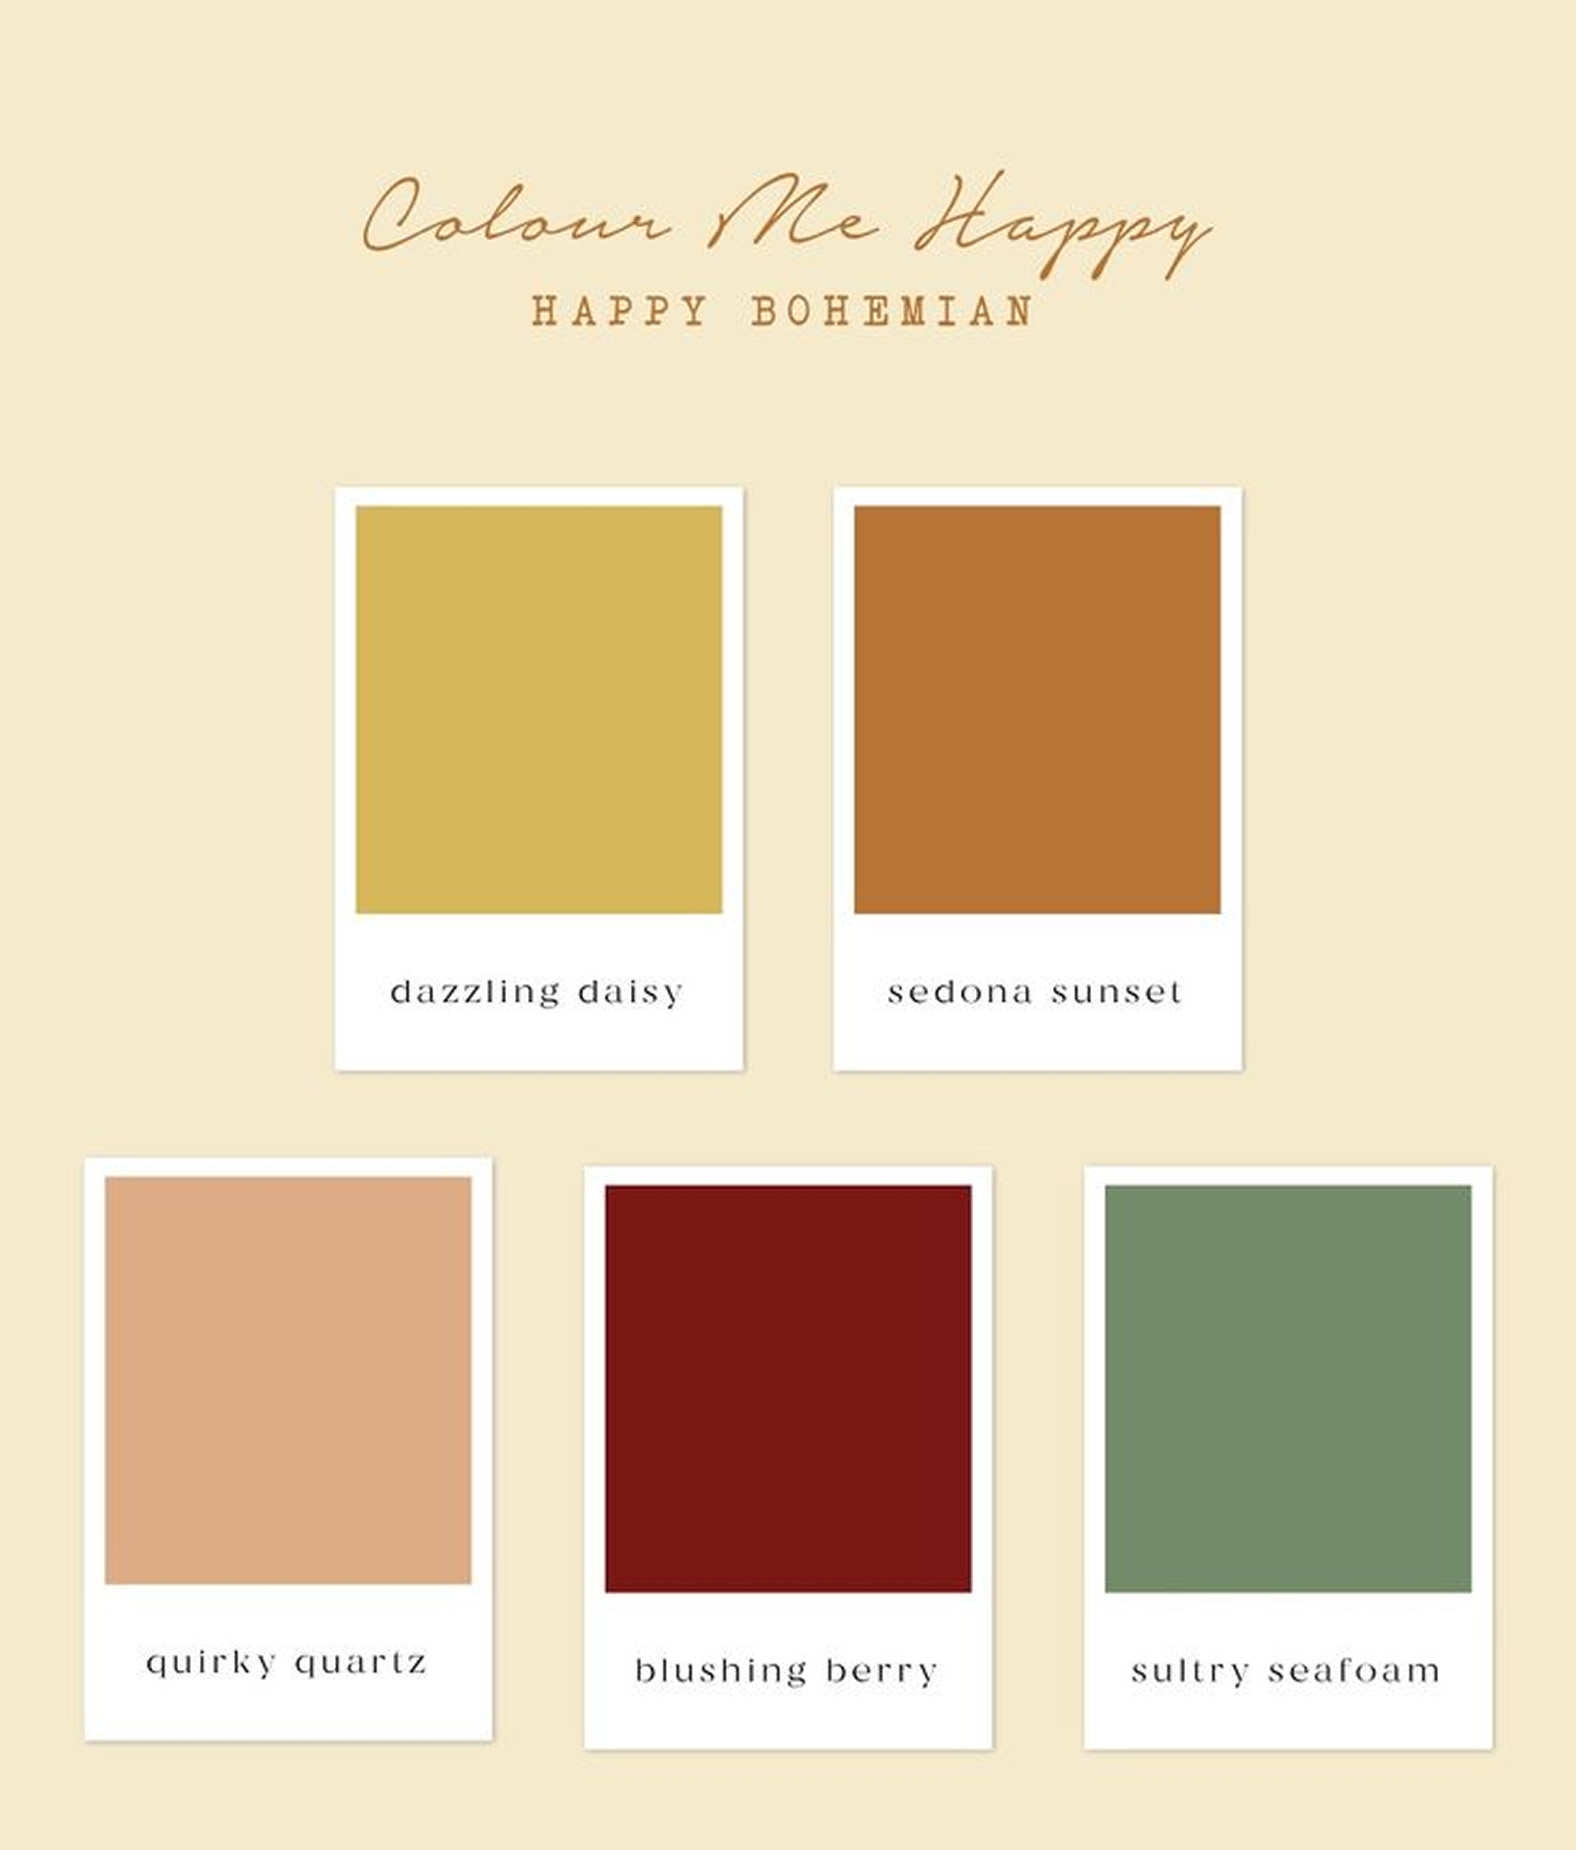 Colour Me Happy
HAPPY BOHEMIAN
dazzling daisy
sedona sunset
quirky quartz
blushing berry
sultry seafoam